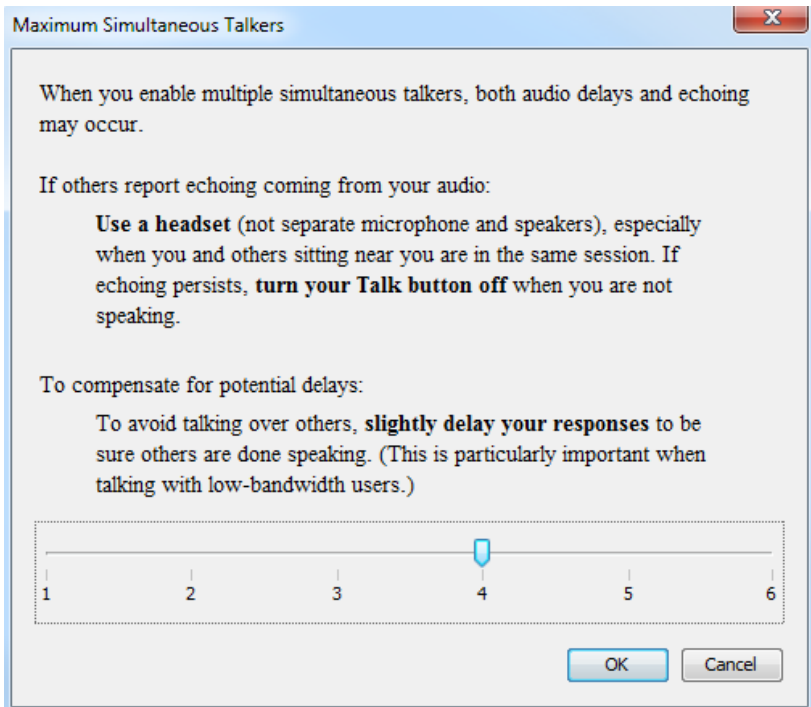 Maximum Simultaneous Talkers
When you enable multiple simultaneous talkers, both audio delays and echoing
may occur.
If others report echoing coming from your audio:
Use a headset (not separate microphone and speakers), especially
when you and others sitting near you are in the same session. If
echoing persists, turn your Talk button off when you are not
speaking.
To compensate for potential delays:
To avoid talking over others, slightly delay your responses to be
sure others are done speaking. (This is particularly important when
talking with low-bandwidth users.)
1 2 3 4 5 6
OK Cancel